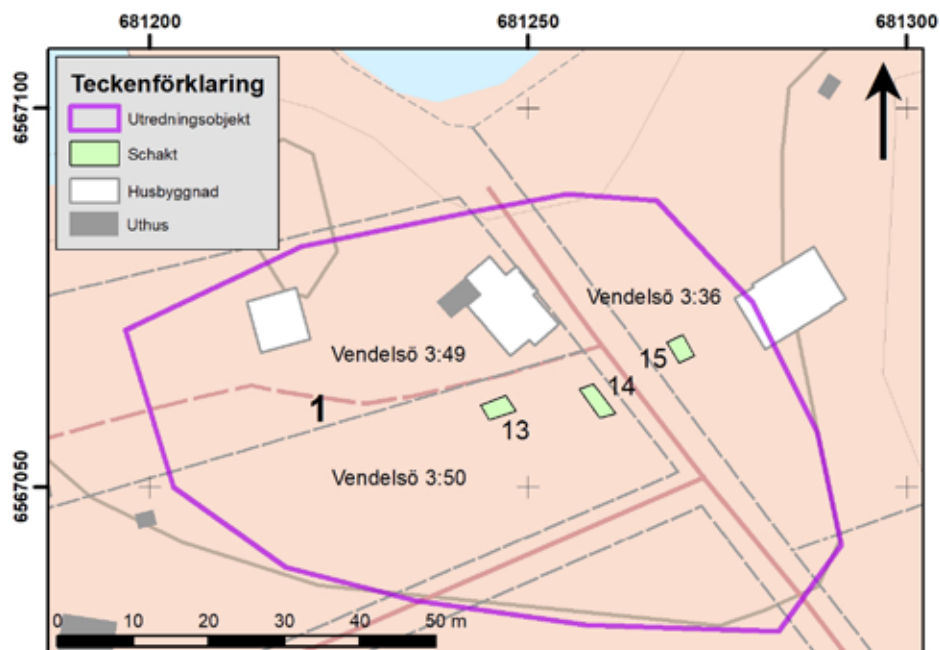 681200 681250 681300
6567100
6567050
Teckenförklaring
Utredningsobjekt
Schakt
Husbyggnad
Uthus
Vendelsö 3:36
Vendelsö 3:49
15
14
1
13
Vendelsö 3:50
0 10 20 30 40 50 m